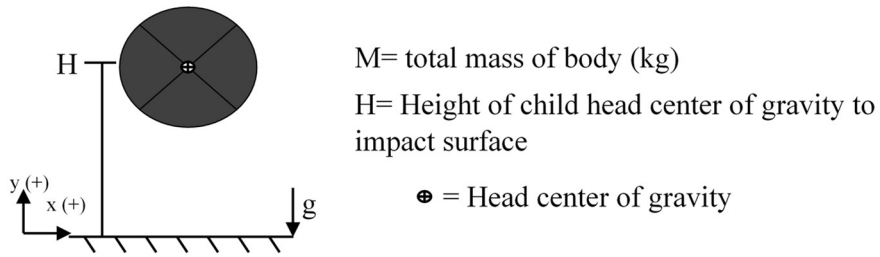 H
M= total mass of body (kg)
H= Height of child head center of gravity to
impact surface
y (+)
x (+)
g
= Head center of gravity